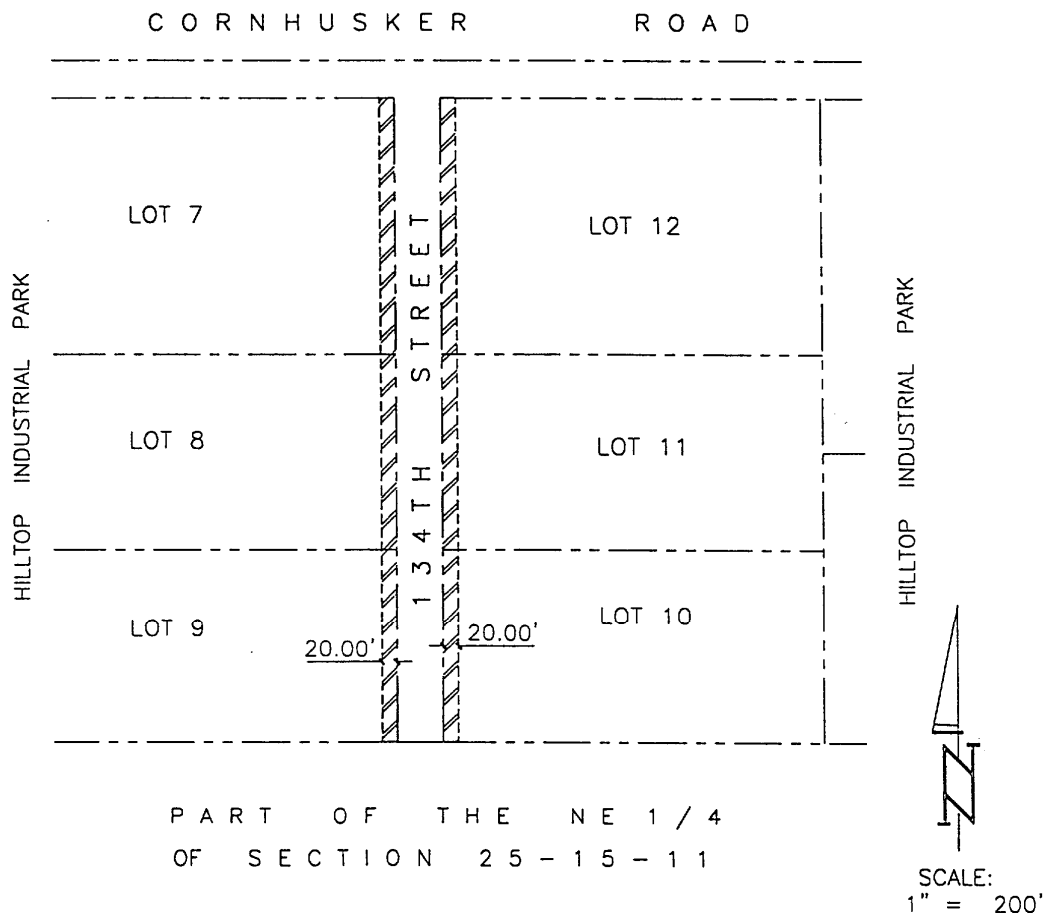 CORNHUSKER ROAD
LOT 7
LOT 12
134TH STREET
HILLTOP INDUSTRIAL PARK
HILLTOP INDUSTRIAL PARK
LOT 8
LOT 11
LOT 9
LOT 10
20.00'
20.00'
PART OF THE NE 1/4
OF SECTION 25-15-11
N
SCALE:
1" = 200'